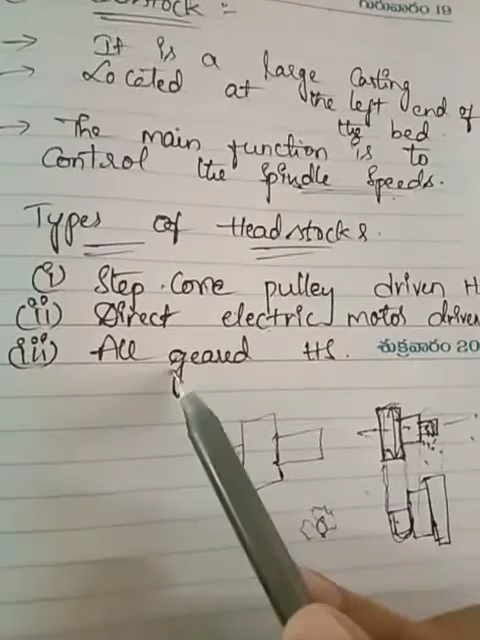 గురువారం 19
→ It is a large Casting
→ Located at the left end of
the bed
→ The main function is to
Control the Spindle Speeds.
Types of Headstocks.
(i) Step Cone pulley driven H
(ii) Direct electric motor driven
(iii) All geared HS.
శుక్రవారం 20